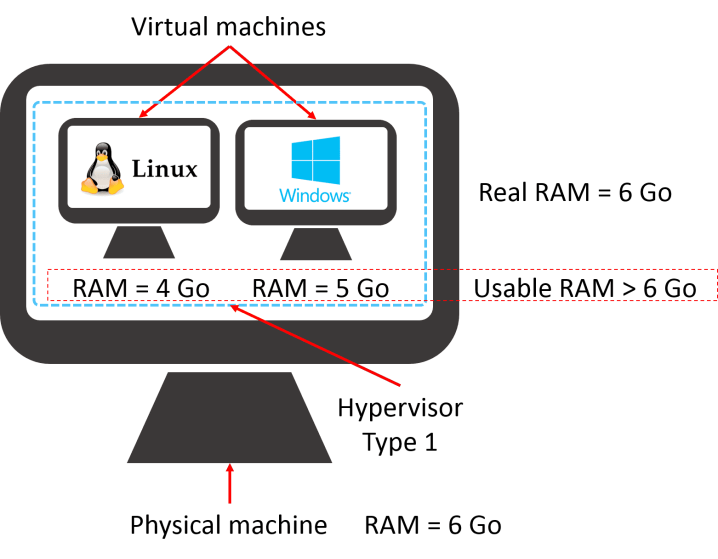 Virtual machines
Linux
Windows
Real RAM = 6 Go
RAM = 4 Go
RAM = 5 Go
Usable RAM > 6 Go
Hypervisor
Type 1
Physical machine
RAM = 6 Go